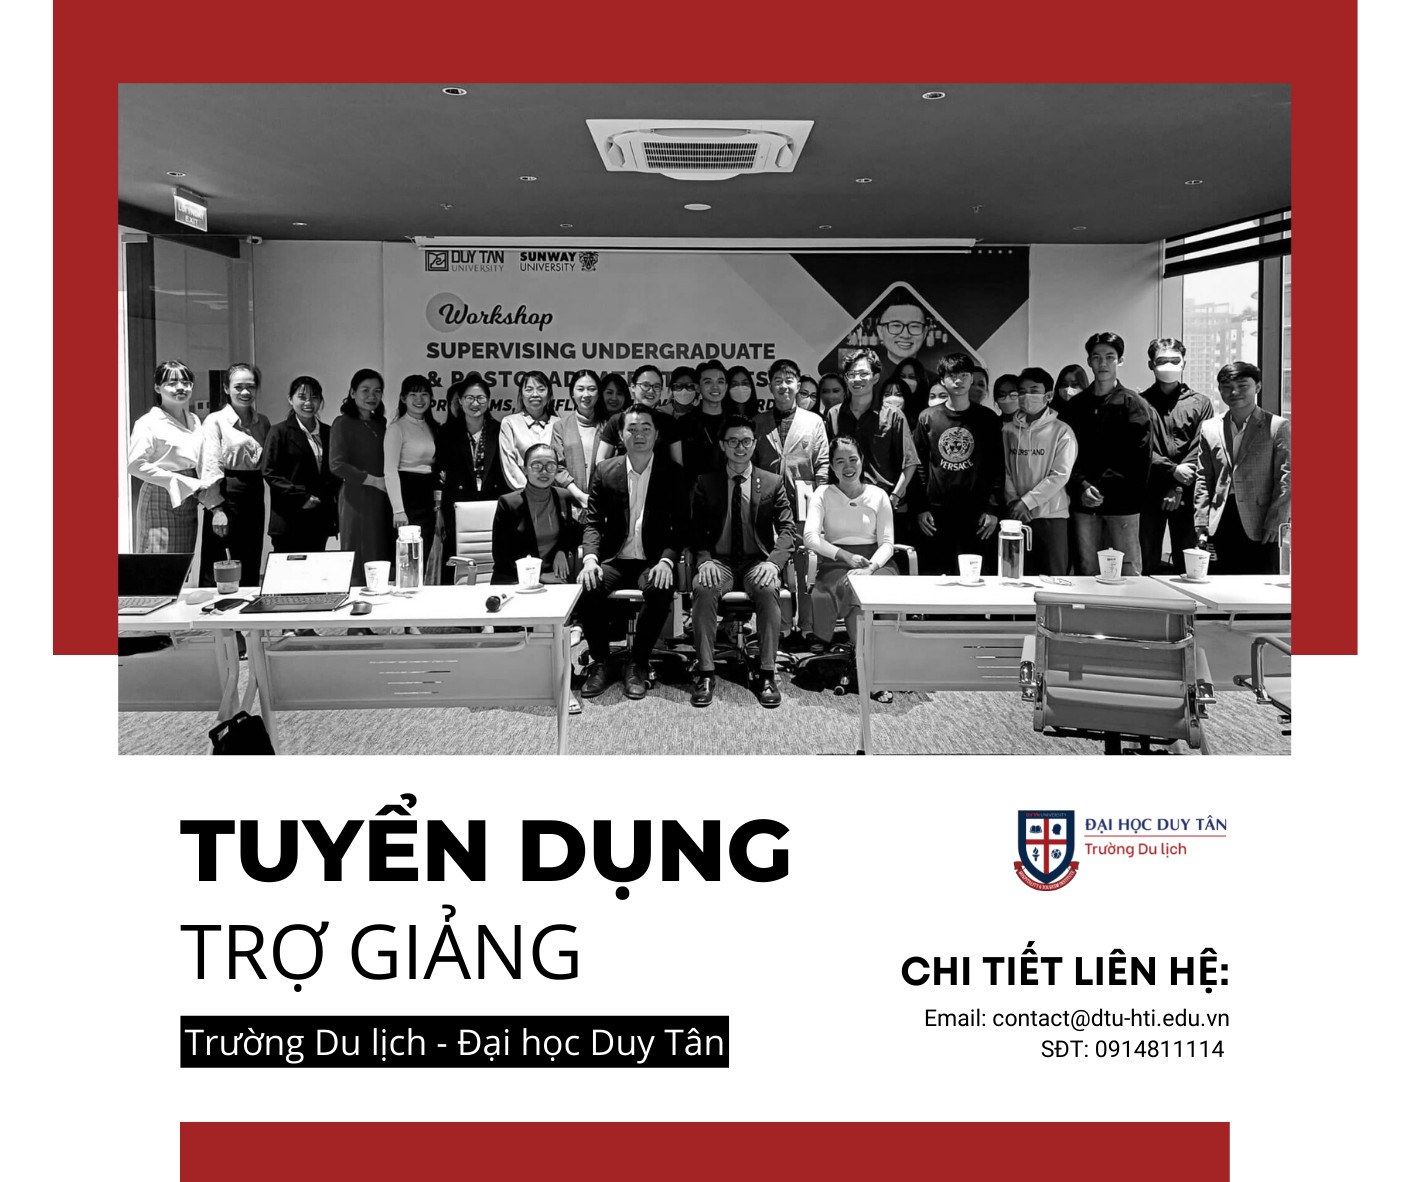 EXIT
DUY TAN
UNIVERSITY
SUNWAY
UNIVERSITY
Workshop
SUPERVISING UNDERGRADUATE
&
VERSACE
TUYỂN DỤNG
TRỢ GIẢNG
Trường Du lịch - Đại học Duy Tân
ĐẠI HỌC DUY TÂN
Trường Du lịch
CHI TIẾT LIÊN HỆ:
Email: contact@dtu-hti.edu.vn
SĐT: 0914811114